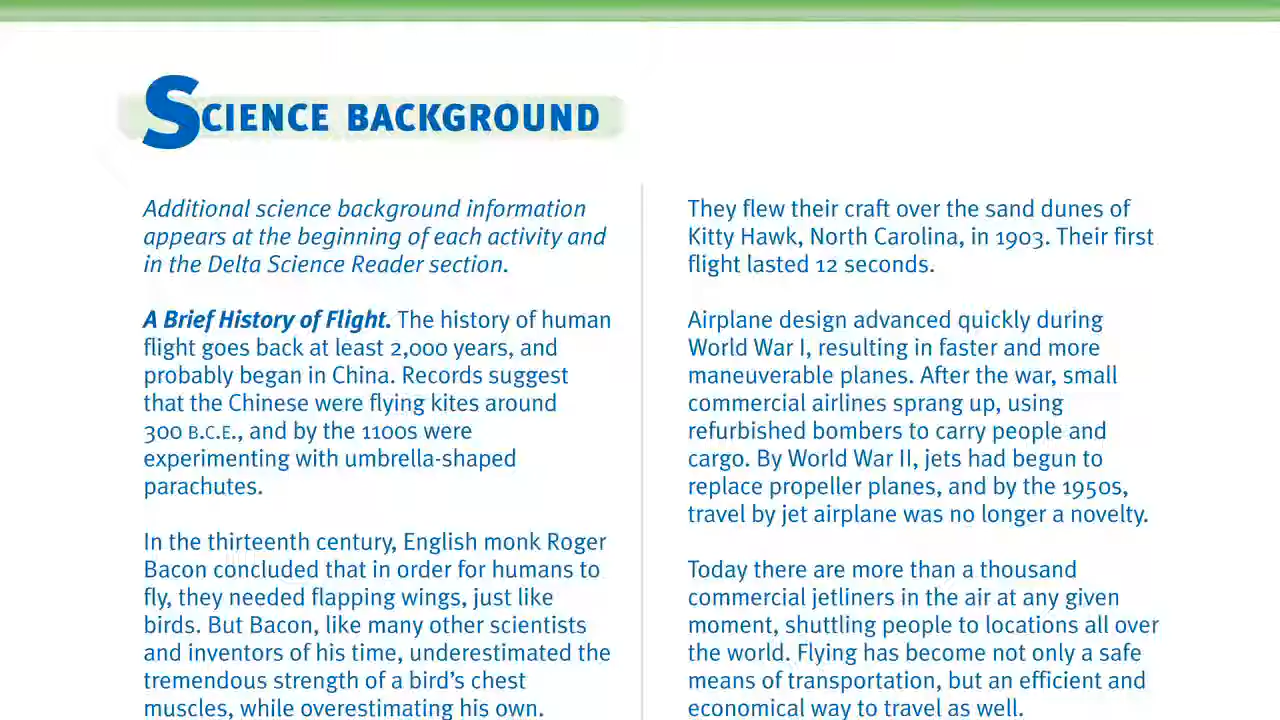 SCIENCE BACKGROUND
Additional science background information
appears at the beginning of each activity and
in the Delta Science Reader section.
A Brief History of Flight. The history of human
flight goes back at least 2,000 years, and
probably began in China. Records suggest
that the Chinese were flying kites around
300 B.C.E., and by the 1100s were
experimenting with umbrella-shaped
parachutes.
In the thirteenth century, English monk Roger
Bacon concluded that in order for humans to
fly, they needed flapping wings, just like
birds. But Bacon, like many other scientists
and inventors of his time, underestimated the
tremendous strength of a bird's chest
muscles, while overestimating his own.
They flew their craft over the sand dunes of
Kitty Hawk, North Carolina, in 1903. Their first
flight lasted 12 seconds.
Airplane design advanced quickly during
World War I, resulting in faster and more
maneuverable planes. After the war, small
commercial airlines sprang up, using
refurbished bombers to carry people and
cargo. By World War II, jets had begun to
replace propeller planes, and by the 1950s,
travel by jet airplane was no longer a novelty.
Today there are more than a thousand
commercial jetliners in the air at any given
moment, shuttling people to locations all over
the world. Flying has become not only a safe
means of transportation, but an efficient and
economical way to travel as well.